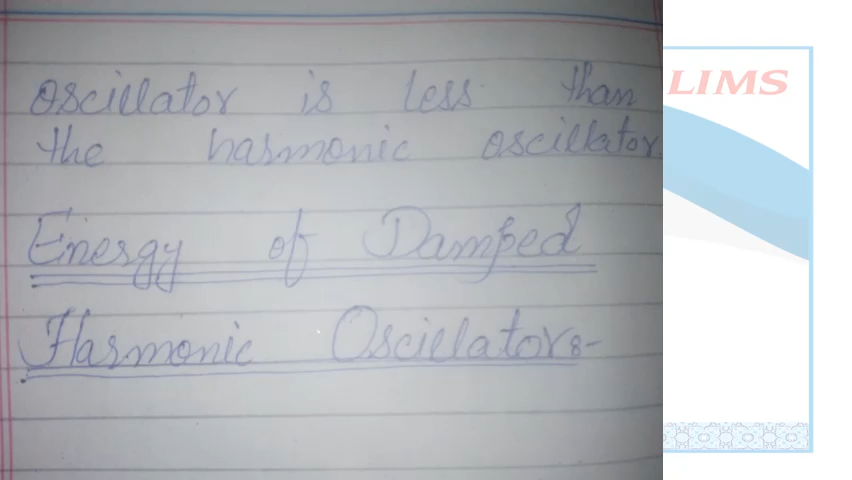 oscillator is less than
the harmonic oscillator
Energy of Damped
Harmonic Oscillator:-
LIMS